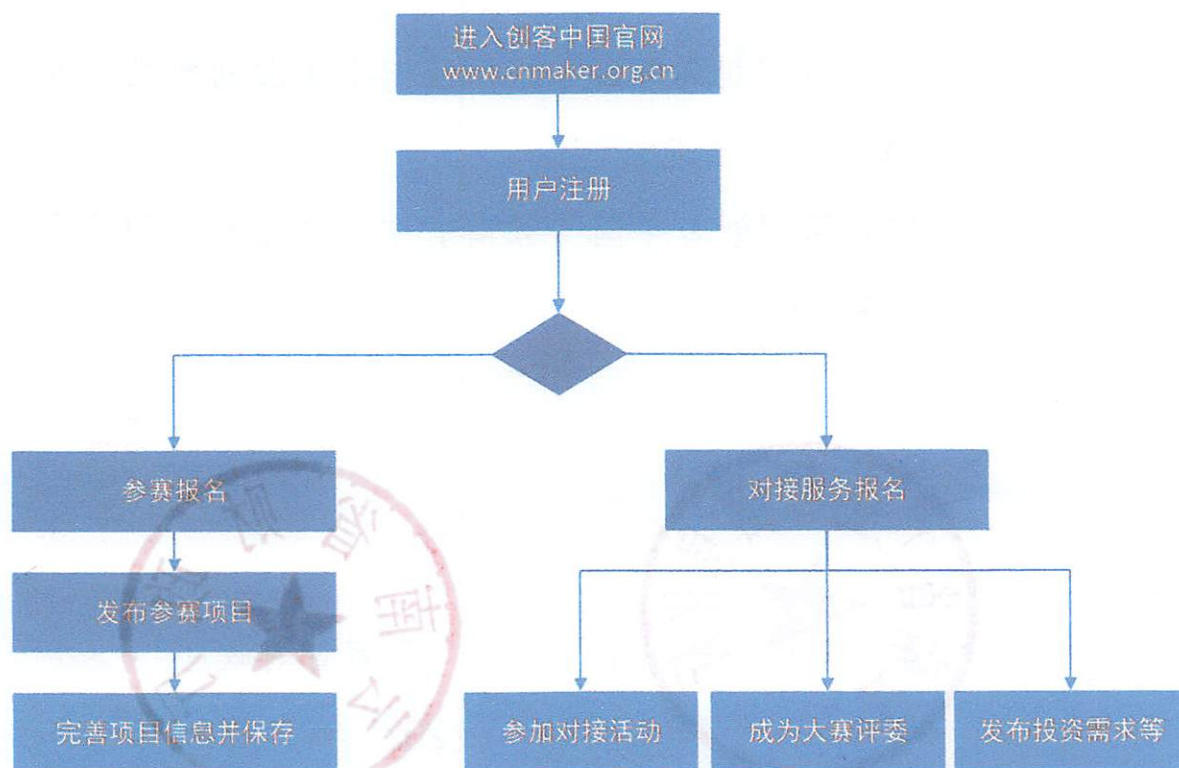 进入创客中国官网
www.cnmaker.org.cn
用户注册
参赛报名
对接服务报名
发布参赛项目
完善项目信息并保存
参加对接活动
成为大赛评委
发布投资需求等